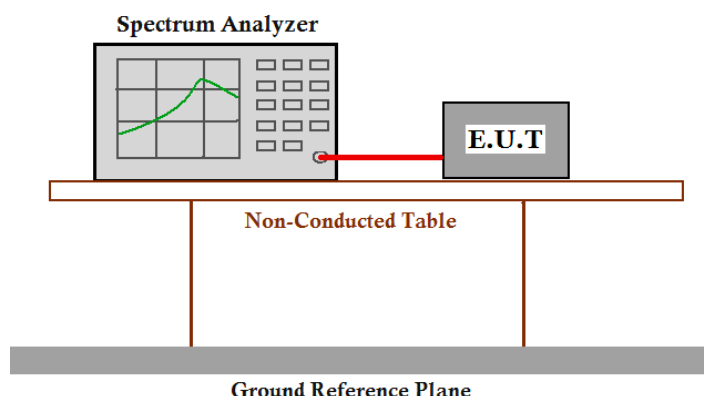 Spectrum Analyzer
E.U.T
Non-Conducted Table
Ground Reference Plane